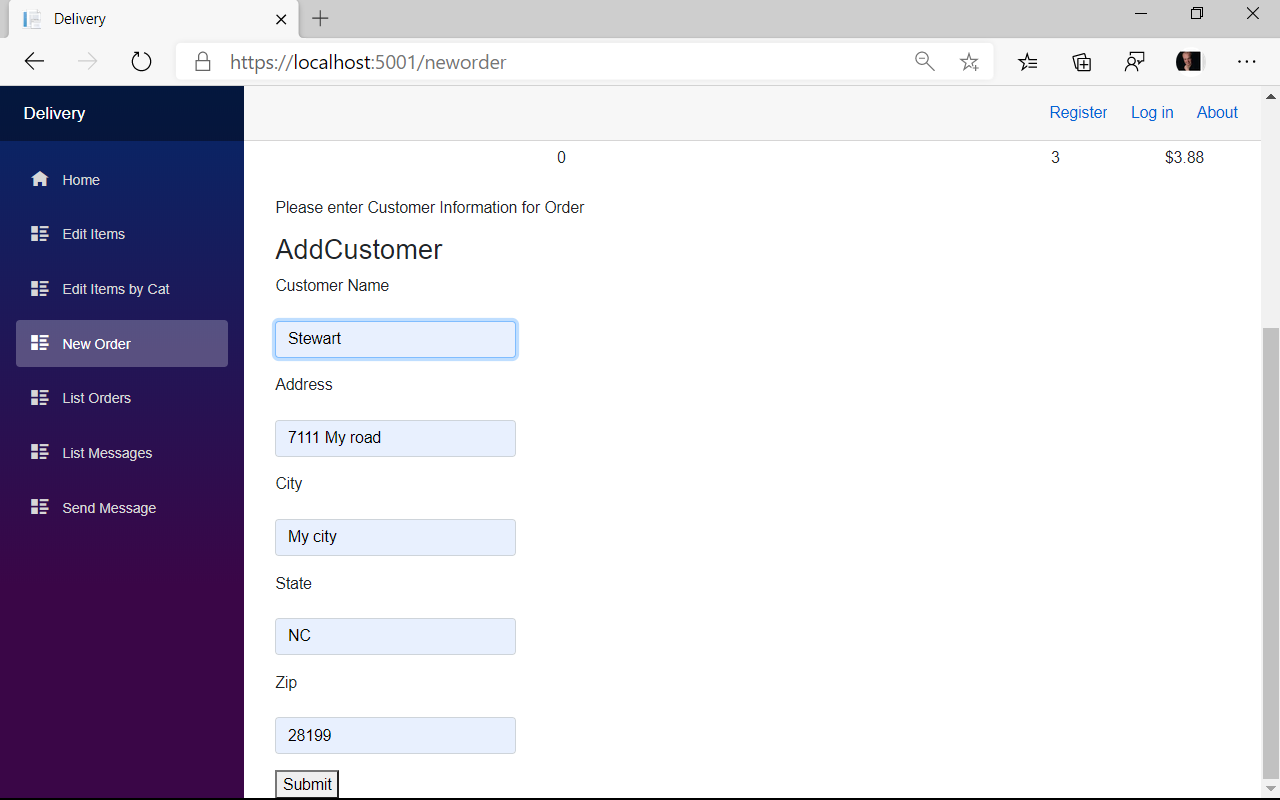 Delivery
https://localhost:5001/neworder
Delivery
Register Log in About
Home
Edit Items
Edit Items by Cat
New Order
List Orders
List Messages
Send Message
0 3 $3.88
Please enter Customer Information for Order
AddCustomer
Customer Name
Stewart
Address
7111 My road
City
My city
State
NC
Zip
28199
Submit